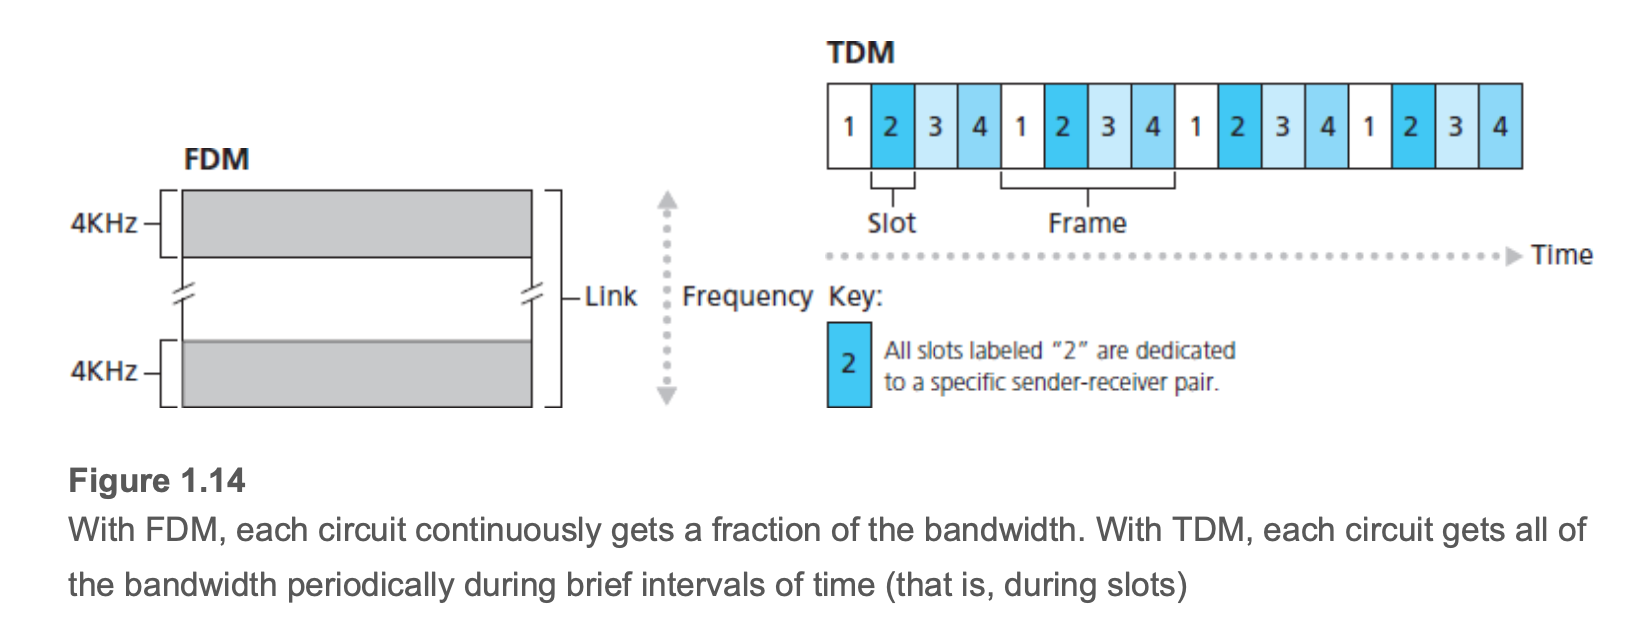 TDM
1 2 3 4 1 2 3 4 1 2 3 4 1 2 3 4
Slot
Frame
Time
FDM
4KHz
4KHz
Link
Frequency
Key:
2
All slots labeled “2” are dedicated
to a specific sender-receiver pair.
Figure 1.14
With FDM, each circuit continuously gets a fraction of the bandwidth. With TDM, each circuit gets all of
the bandwidth periodically during brief intervals of time (that is, during slots)